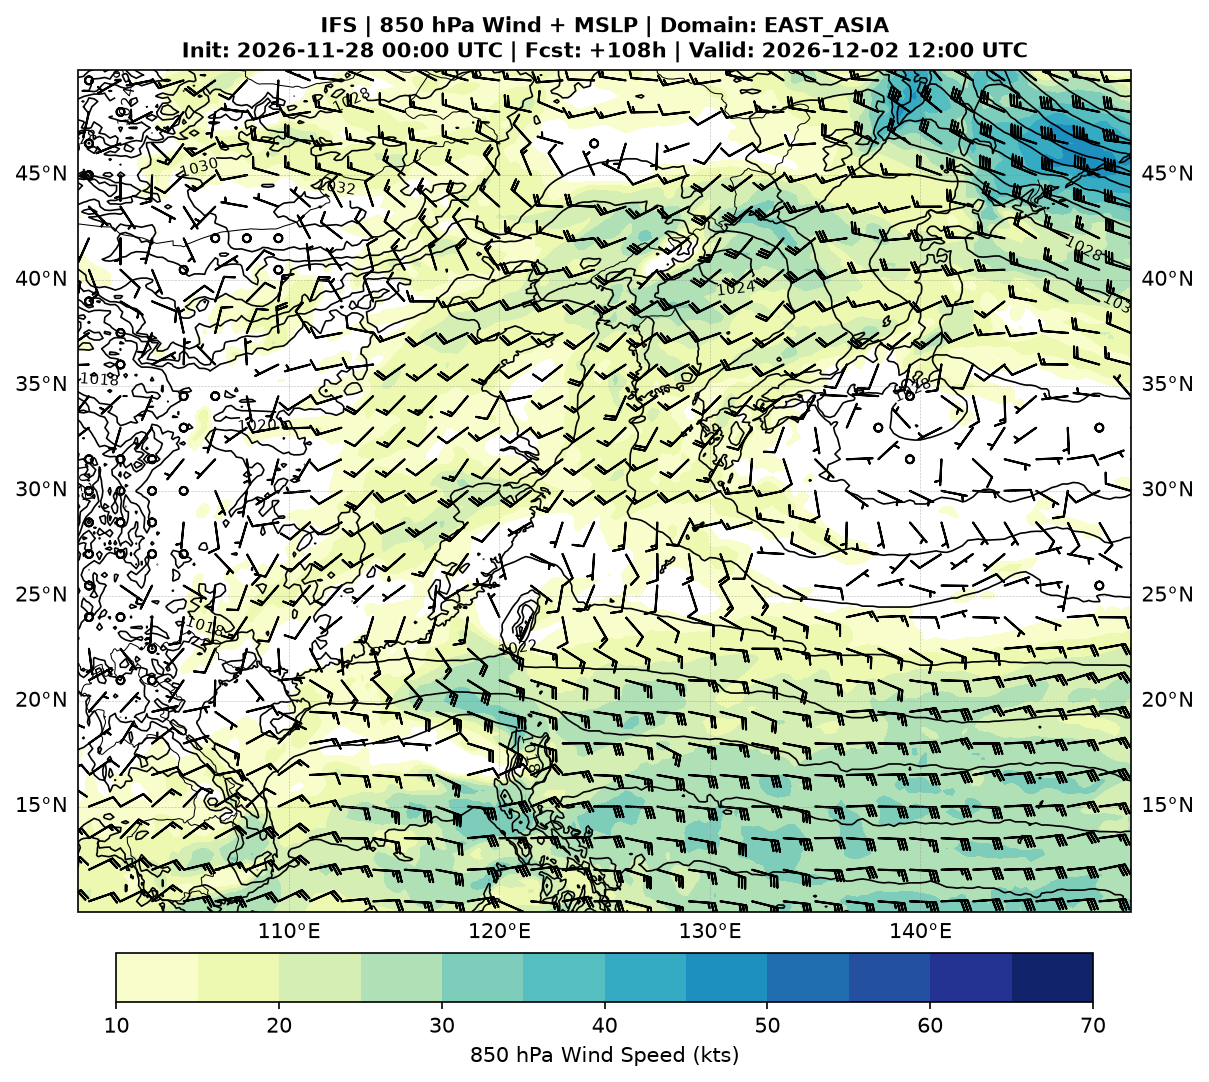 IFS | 850 hPa Wind + MSLP | Domain: EAST_ASIA
Init: 2026-11-28 00:00 UTC | Fcst: +108h | Valid: 2026-12-02 12:00 UTC
1028
1030
1032
45°N
45°N
1028
40°N
1024
40°N
1018
35°N
1018
35°N
1020
30°N
30°N
25°N
25°N
1018
1022
20°N
20°N
1018
15°N
15°N
110°E
120°E
130°E
140°E
10
20
30
40
50
60
70
850 hPa Wind Speed (kts)